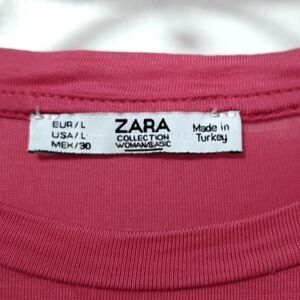 EUR/L
USA/L
MEX/30
ZARA
COLLECTION
WOMAN/BASIC
Made in
Turkey